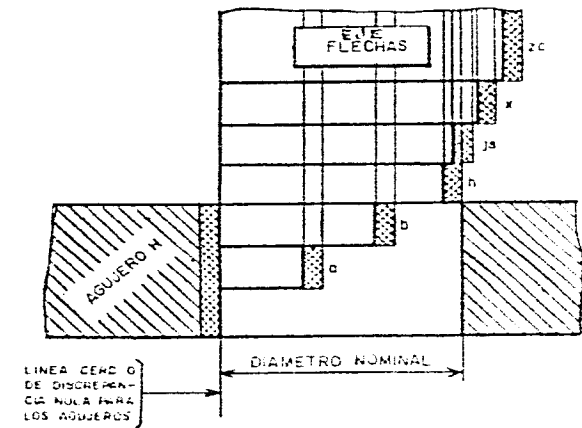 EJE
FLECHAS
zc
x
js
h
b
a
AGUJERO H
DIAMETRO NOMINAL
LINEA CERO O
DE DISCREPAN-
CIA NULA PARA
LOS AGUJEROS